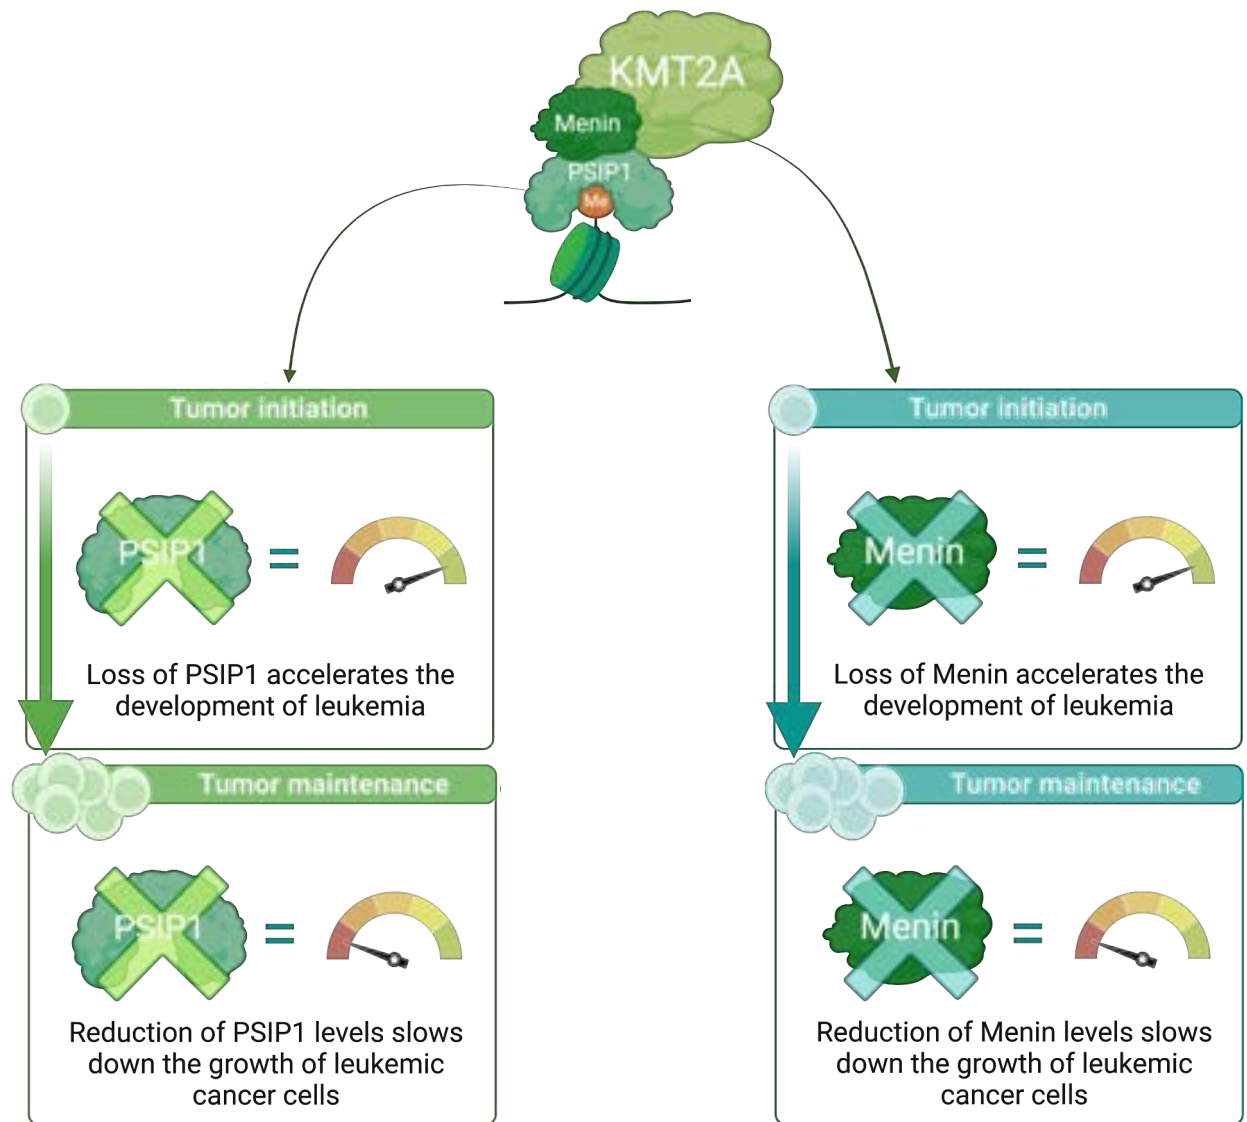 KMT2A
Menin
PSIP1
Me
Tumor initiation
PSIP1
=
Loss of PSIP1 accelerates the
development of leukemia
Tumor maintenance
PSIP1
=
Reduction of PSIP1 levels slows
down the growth of leukemic
cancer cells
Tumor initiation
Menin
=
Loss of Menin accelerates the
development of leukemia
Tumor maintenance
Menin
=
Reduction of Menin levels slows
down the growth of leukemic
cancer cells